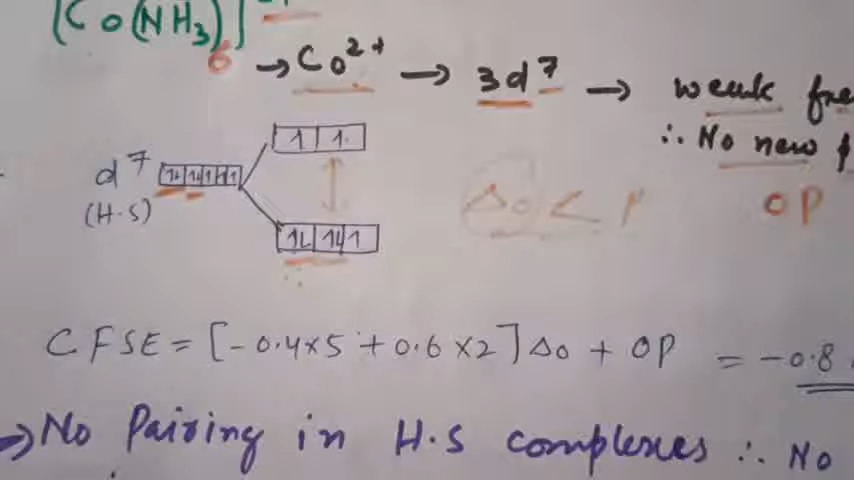 [Co(NH3)6]
→ Co2+ → 3d7 → weak
∴ No new
d7
(H.S)
Δo < P
OP
CFSE = [-0.4×5 + 0.6×2] Δo + OP = -0.8
⇒ No Pairing in H.S complexes ∴ No